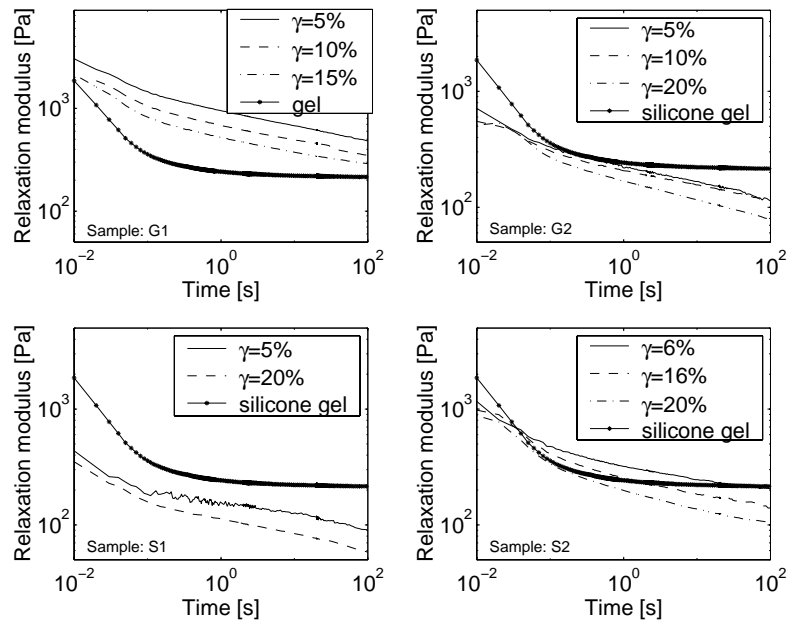 Relaxation modulus [Pa]
10^3
10^2
γ=5%
γ=10%
γ=15%
gel
Sample: G1
10^−2 10^0 10^2
Time [s]
Relaxation modulus [Pa]
10^3
10^2
γ=5%
γ=10%
γ=20%
silicone gel
Sample: G2
10^−2 10^0 10^2
Time [s]
Relaxation modulus [Pa]
10^3
10^2
γ=5%
γ=20%
silicone gel
Sample: S1
10^−2 10^0 10^2
Time [s]
Relaxation modulus [Pa]
10^3
10^2
γ=6%
γ=16%
γ=20%
silicone gel
Sample: S2
10^−2 10^0 10^2
Time [s]